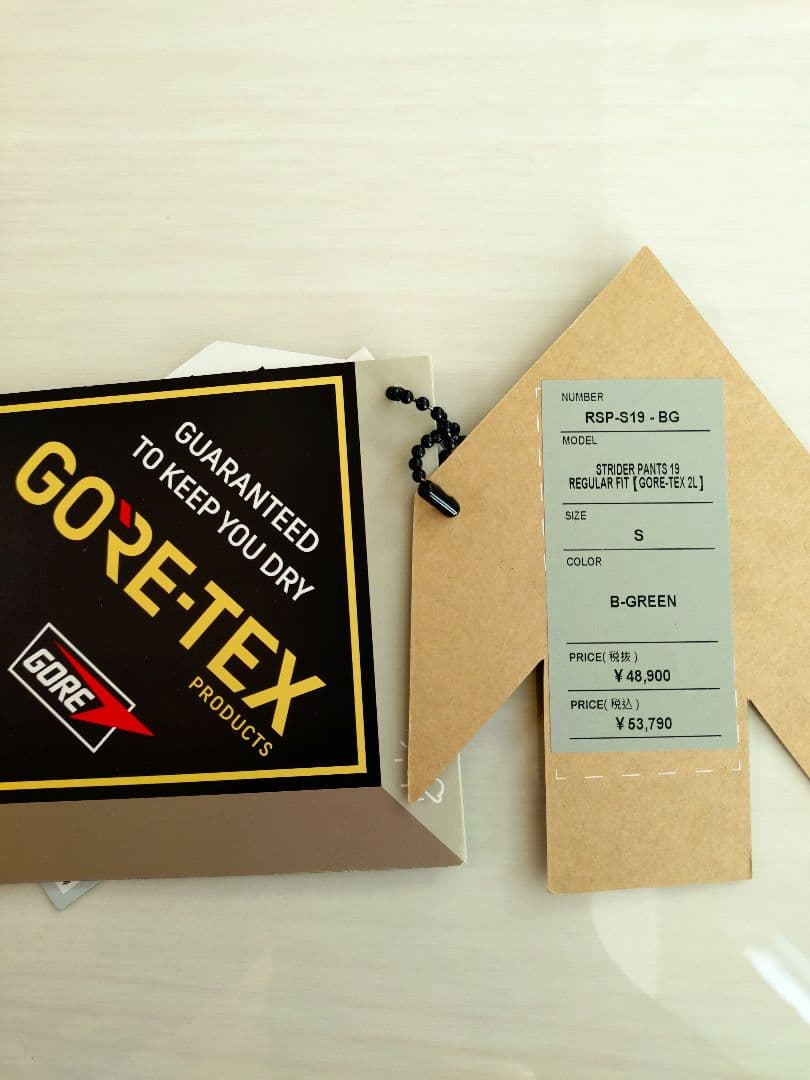 GUARANTEED
TO KEEP YOU DRY
GORE-TEX
PRODUCTS
GORE
NUMBER
RSP-S19 - BG
MODEL
STRIDER PANTS 19
REGULAR FIT【GORE-TEX 2L】
SIZE
S
COLOR
B-GREEN
PRICE( 税抜 )
¥48,900
PRICE( 税込 )
¥53,790